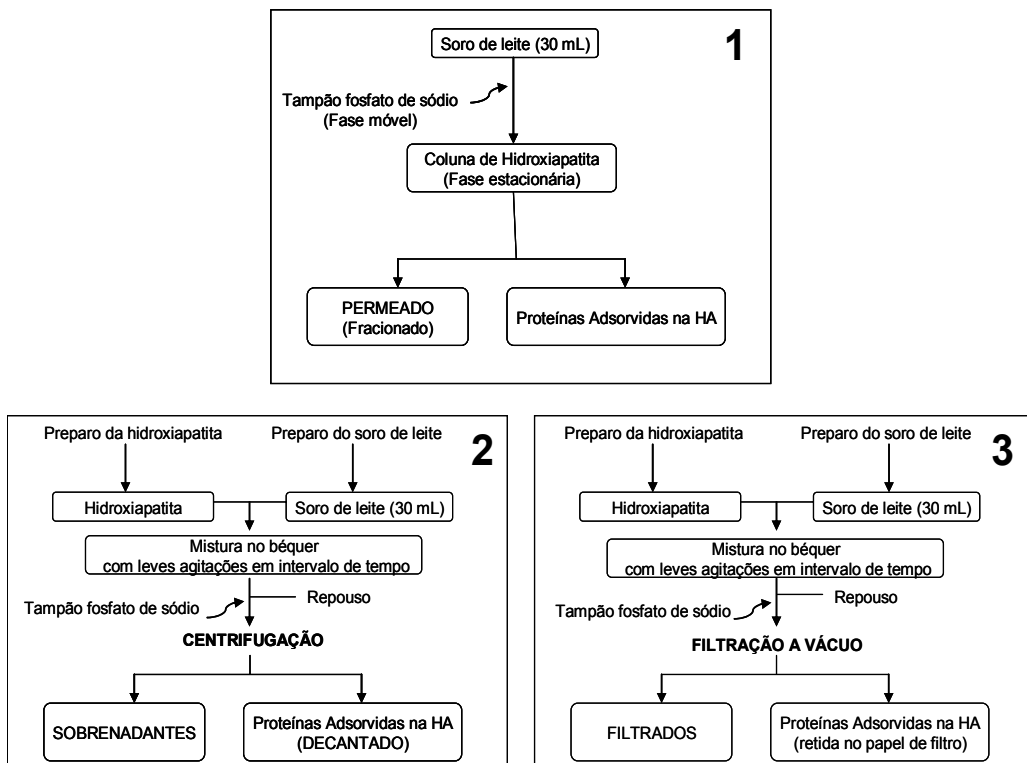 1
Soro de leite (30 mL)
Tampão fosfato de sódio
(Fase móvel)
Coluna de Hidroxiapatita
(Fase estacionária)
PERMEADO
(Fracionado)
Proteínas Adsorvidas na HA
2
Preparo da hidroxiapatita
Preparo do soro de leite
Hidroxiapatita
Soro de leite (30 mL)
Mistura no béquer
com leves agitações em intervalo de tempo
Repouso
Tampão fosfato de sódio
CENTRIFUGAÇÃO
SOBRENADANTES
Proteínas Adsorvidas na HA
(DECANTADO)
3
Preparo da hidroxiapatita
Preparo do soro de leite
Hidroxiapatita
Soro de leite (30 mL)
Mistura no béquer
com leves agitações em intervalo de tempo
Repouso
Tampão fosfato de sódio
FILTRAÇÃO A VÁCUO
FILTRADOS
Proteínas Adsorvidas na HA
(retida no papel de filtro)